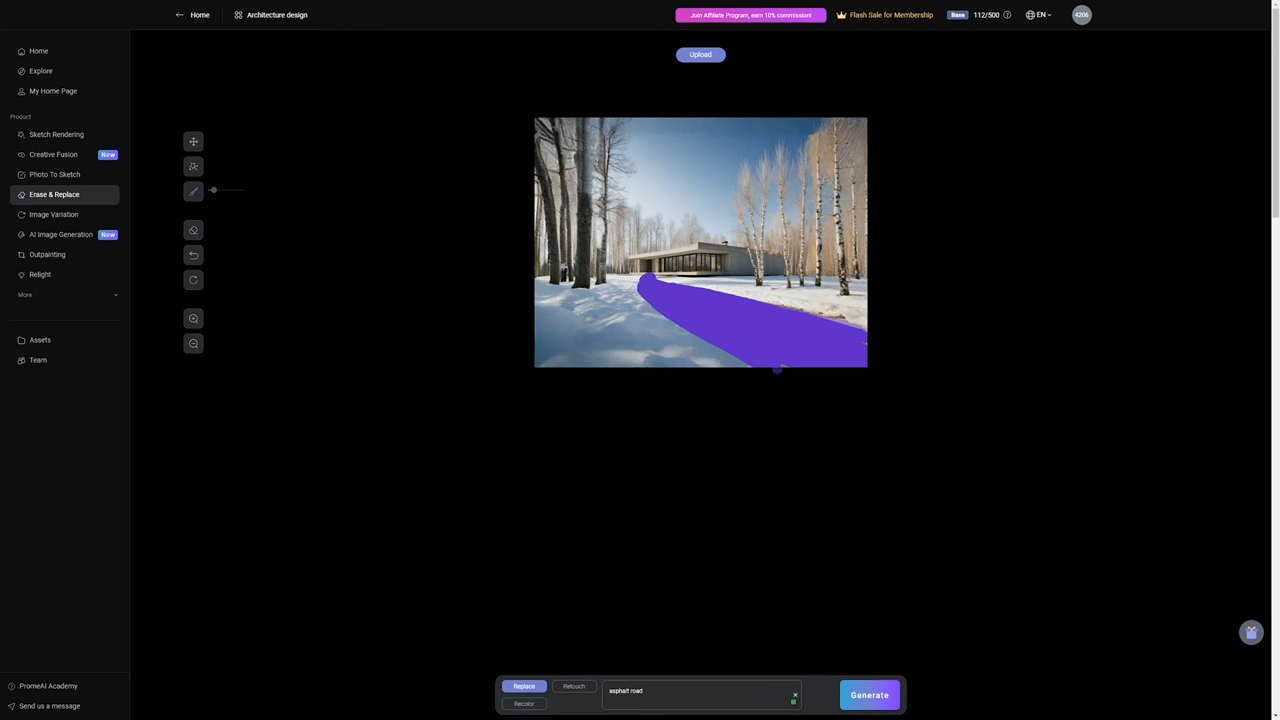 Home
Architecture design
Join Affiliate Program, earn 10% commission!
Flash Sale for Membership
Base
112/500
EN
4206
Home
Explore
My Home Page
Product
Sketch Rendering
Creative Fusion New
Photo To Sketch
Erase & Replace
Image Variation
AI Image Generation New
Outpainting
Relight
More
Assets
Team
Upload
Replace
Retouch
Recolor
asphalt road
Generate
PromeAI Academy
Send us a message